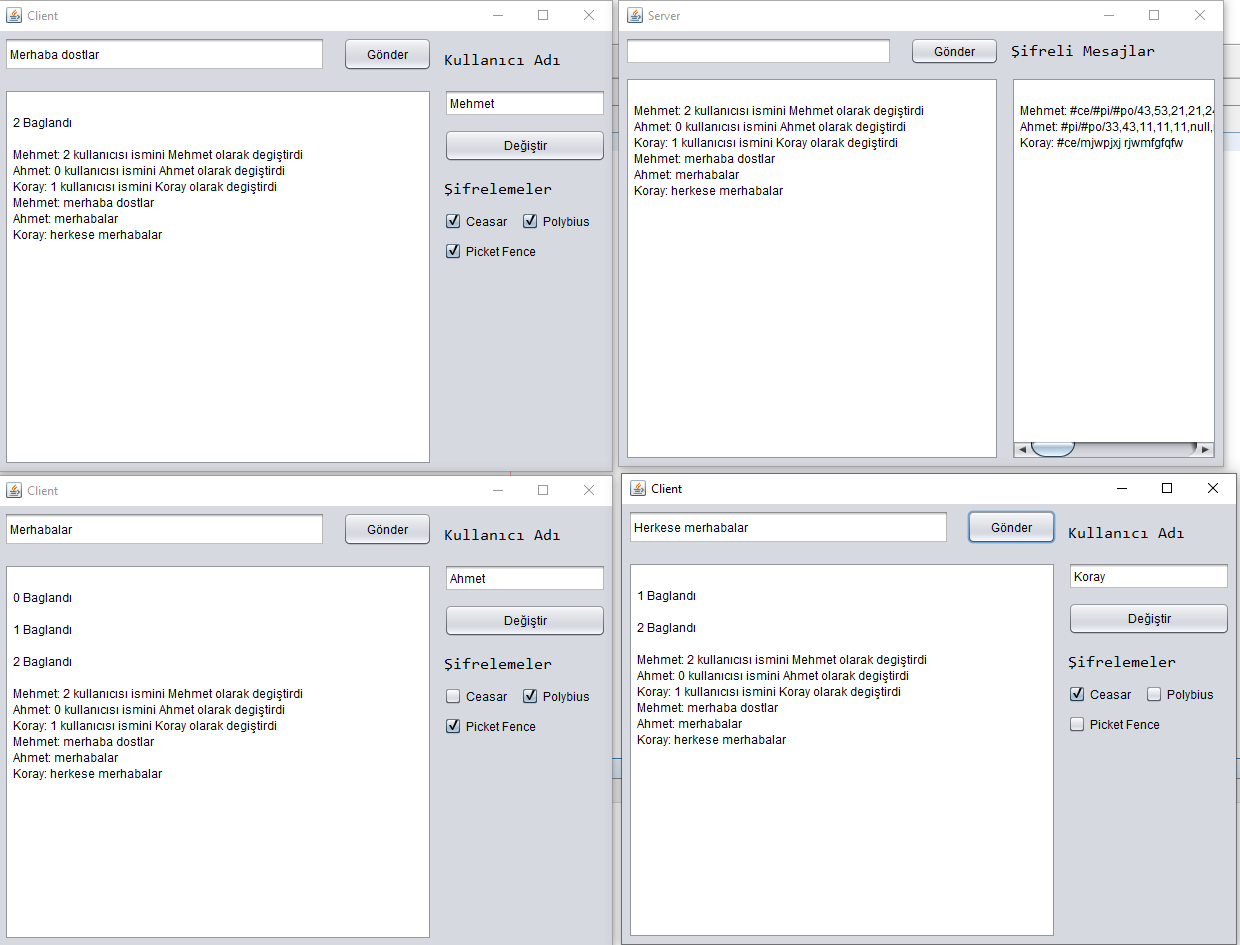 Client
Merhaba dostlar
Gönder
Kullanıcı Adı
2 Baglandı
Mehmet: 2 kullanıcısı ismini Mehmet olarak degiştirdi
Ahmet: 0 kullanıcısı ismini Ahmet olarak degiştirdi
Koray: 1 kullanıcısı ismini Koray olarak degiştirdi
Mehmet: merhaba dostlar
Ahmet: merhabalar
Koray: herkese merhabalar
Mehmet
Değiştir
Şifrelemeler
Ceasar Polybius
Picket Fence
Server
Gönder
Şifreli Mesajlar
Mehmet: 2 kullanıcısı ismini Mehmet olarak degiştirdi
Ahmet: 0 kullanıcısı ismini Ahmet olarak degiştirdi
Koray: 1 kullanıcısı ismini Koray olarak degiştirdi
Mehmet: merhaba dostlar
Ahmet: merhabalar
Koray: herkese merhabalar
Mehmet: #ce/#pi/#po/43,53,21,21,24
Ahmet: #pi/#po/33,43,11,11,11,null,
Koray: #ce/mjwpjxj rjwmfgfqfw
Client
Merhabalar
Gönder
Kullanıcı Adı
0 Baglandı
1 Baglandı
2 Baglandı
Mehmet: 2 kullanıcısı ismini Mehmet olarak degiştirdi
Ahmet: 0 kullanıcısı ismini Ahmet olarak degiştirdi
Koray: 1 kullanıcısı ismini Koray olarak degiştirdi
Mehmet: merhaba dostlar
Ahmet: merhabalar
Koray: herkese merhabalar
Ahmet
Değiştir
Şifrelemeler
Ceasar Polybius
Picket Fence
Client
Herkese merhabalar
Gönder
Kullanıcı Adı
1 Baglandı
2 Baglandı
Mehmet: 2 kullanıcısı ismini Mehmet olarak degiştirdi
Ahmet: 0 kullanıcısı ismini Ahmet olarak degiştirdi
Koray: 1 kullanıcısı ismini Koray olarak degiştirdi
Mehmet: merhaba dostlar
Ahmet: merhabalar
Koray: herkese merhabalar
Koray
Değiştir
Şifrelemeler
Ceasar Polybius
Picket Fence